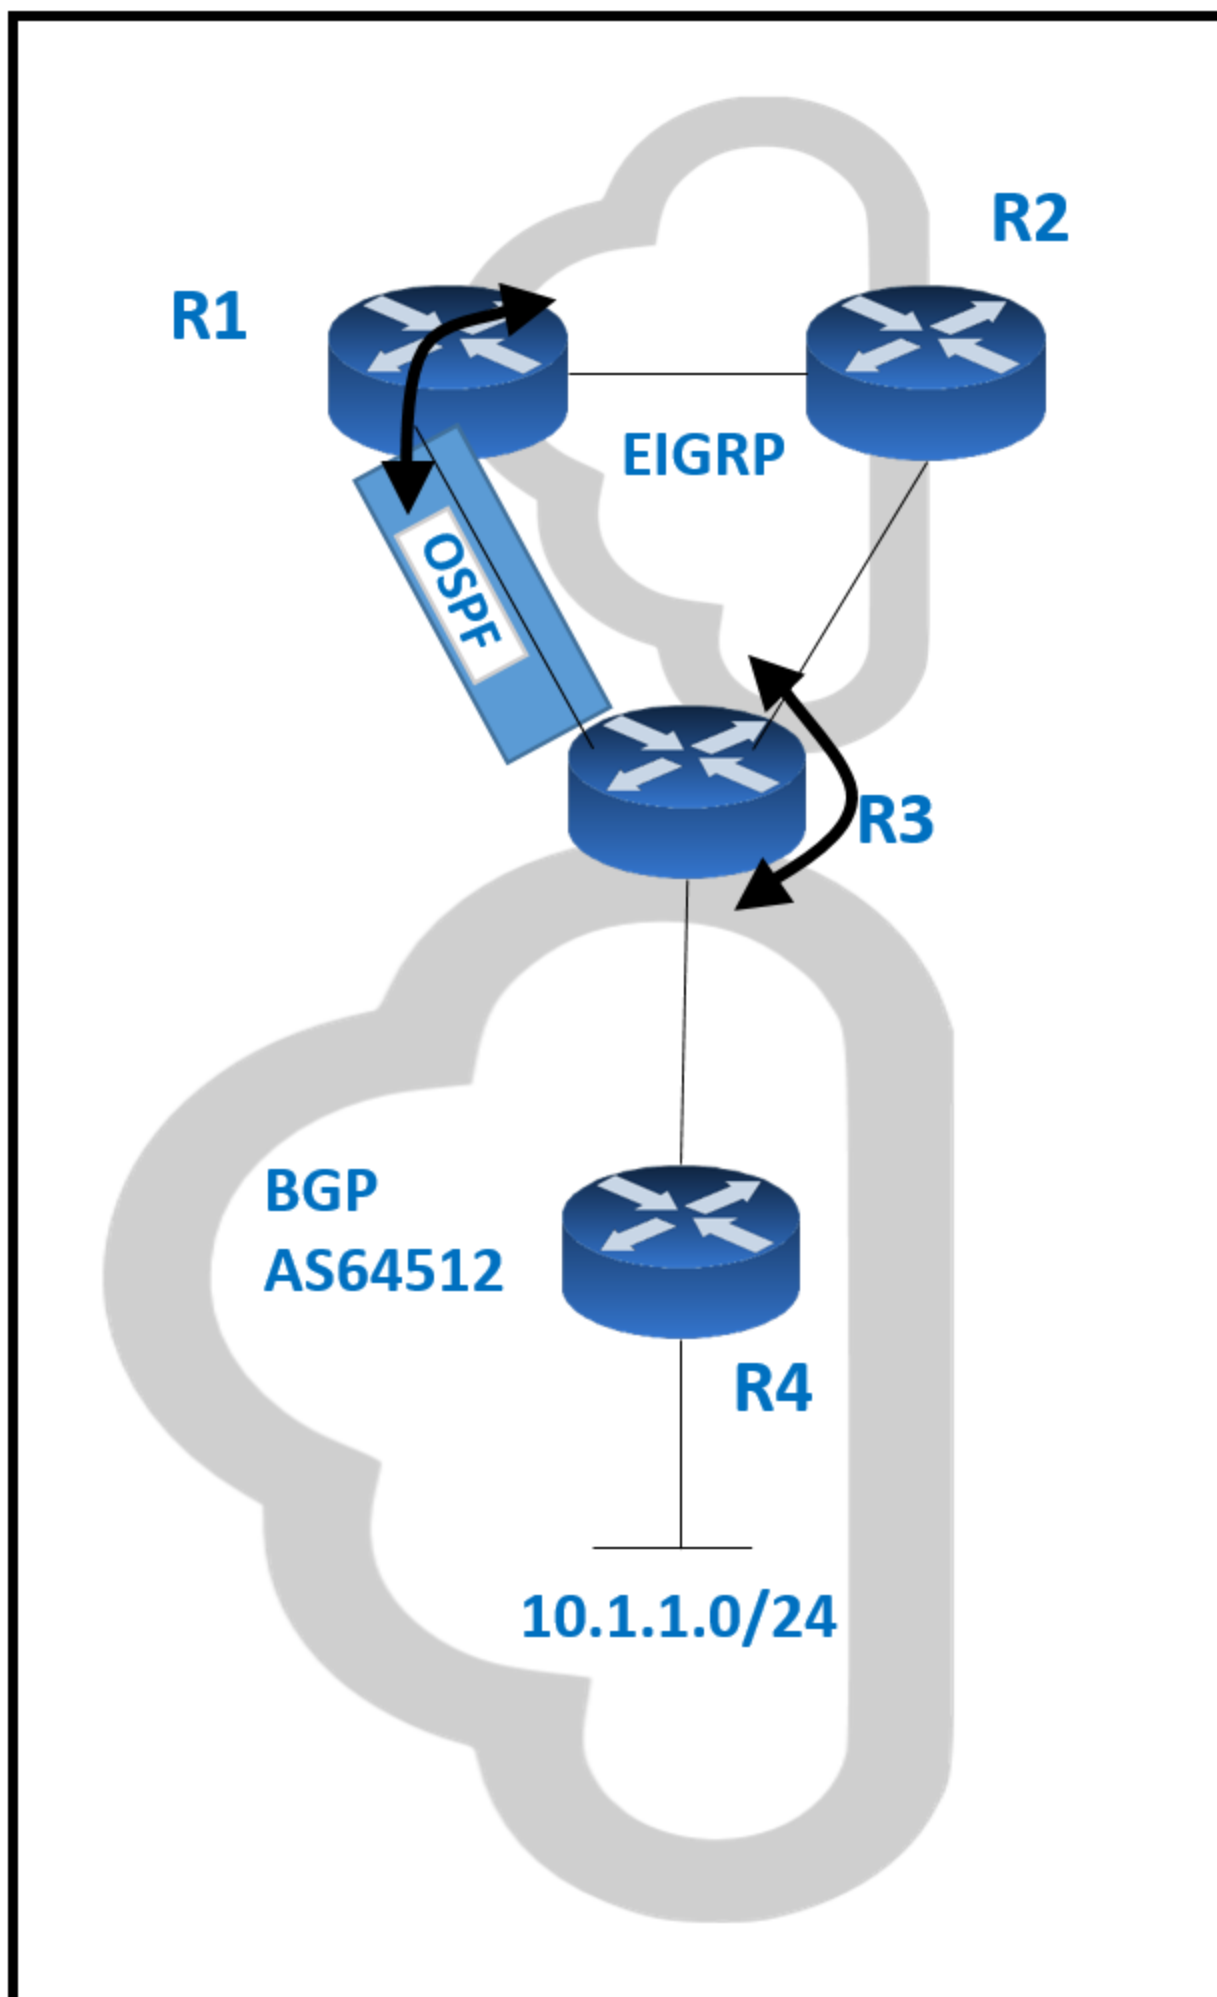 R2
R1
EIGRP
OSPF
R3
BGP
AS64512
R4
10.1.1.0/24